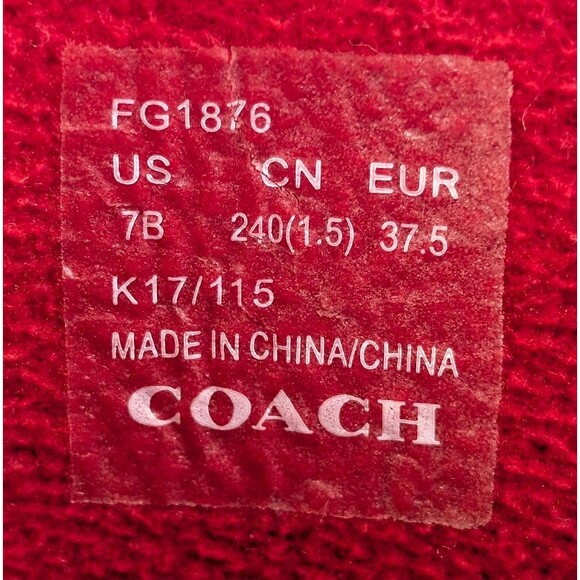 FG1876
US CN EUR
7B 240(1.5) 37.5
K17/115
MADE IN CHINA/CHINA
COACH